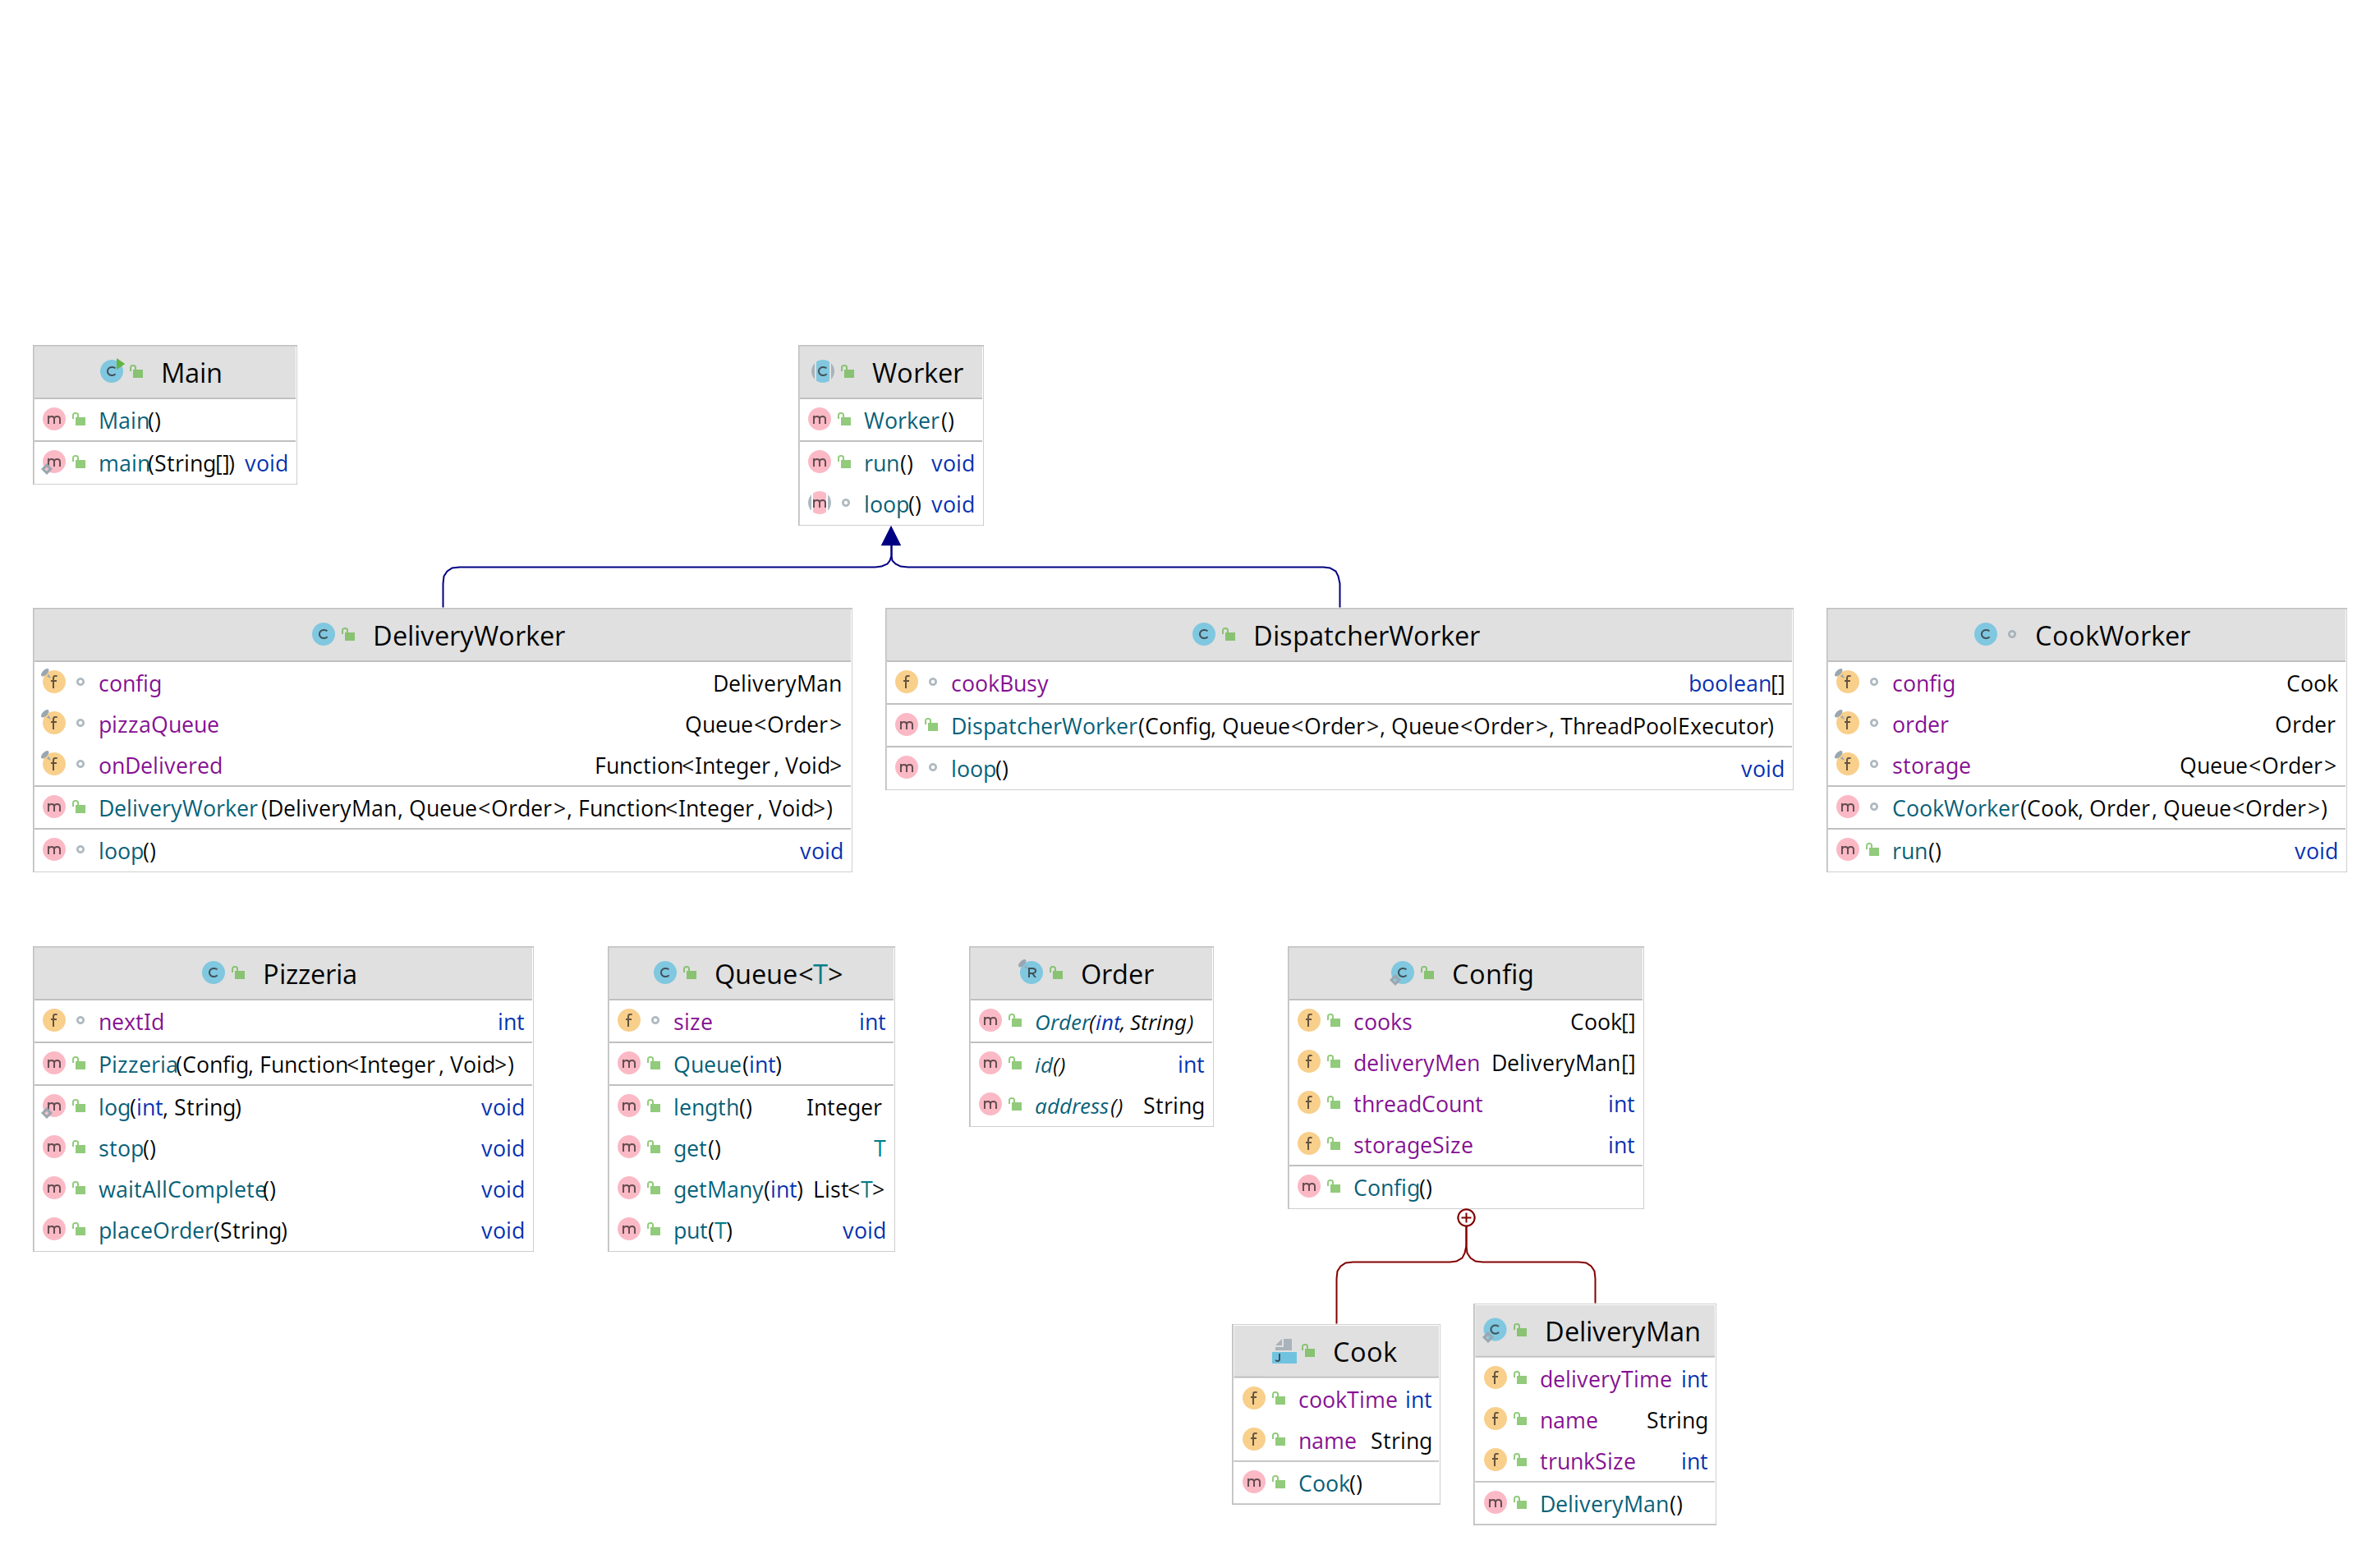 Main
Main()
main(String[]) void
Worker
Worker()
run() void
loop() void
DeliveryWorker
config DeliveryMan
pizzaQueue Queue<Order>
onDelivered Function<Integer, Void>
DeliveryWorker(DeliveryMan, Queue<Order>, Function<Integer, Void>)
loop() void
DispatcherWorker
cookBusy boolean[]
DispatcherWorker(Config, Queue<Order>, Queue<Order>, ThreadPoolExecutor)
loop() void
CookWorker
config Cook
order Order
storage Queue<Order>
CookWorker(Cook, Order, Queue<Order>)
run() void
Pizzeria
nextId int
Pizzeria(Config, Function<Integer, Void>)
log(int, String) void
stop() void
waitAllComplete() void
placeOrder(String) void
Queue<T>
size int
Queue(int)
length() Integer
get() T
getMany(int) List<T>
put(T) void
Order
Order(int, String)
id() int
address() String
Config
cooks Cook[]
deliveryMen DeliveryMan[]
threadCount int
storageSize int
Config()
Cook
cookTime int
name String
Cook()
DeliveryMan
deliveryTime int
name String
trunkSize int
DeliveryMan()